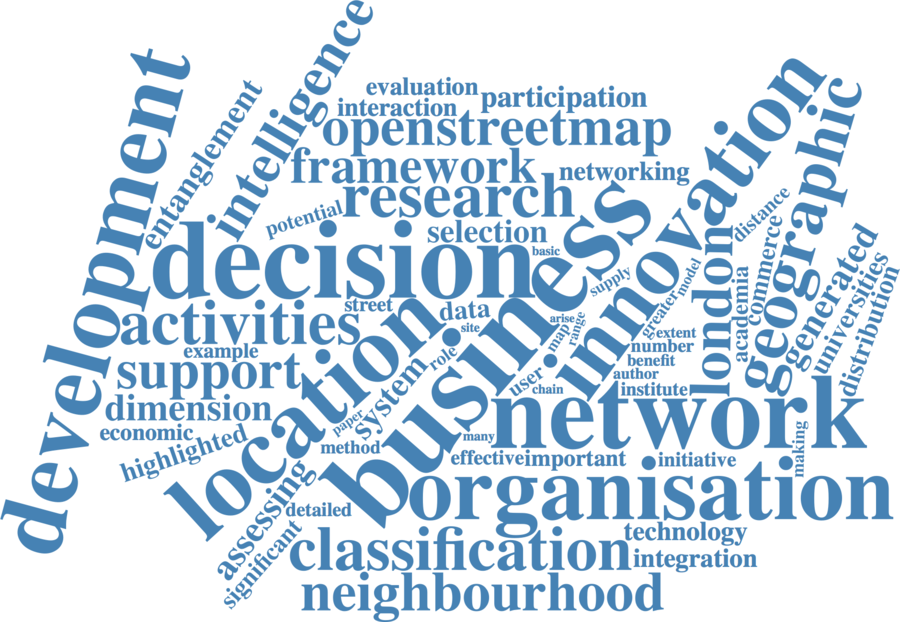 development
entanglement
intelligence
evaluation
interaction
participation
openstreetmap
framework
networking
research
potential
selection
decision
basic
business
innovation
geographic
distance
london
commerce
academia
generated
universities
distribution
supply
model
greater
street
data
site
arise
map
range
extent
number
benefit
author
institute
activities
example
support
location
role
system
user
chain
dimension
economic
highlighted
paper
method
many
network
making
effective
important
initiative
assessing
significant
detailed
organisation
technology
classification
integration
neighbourhood